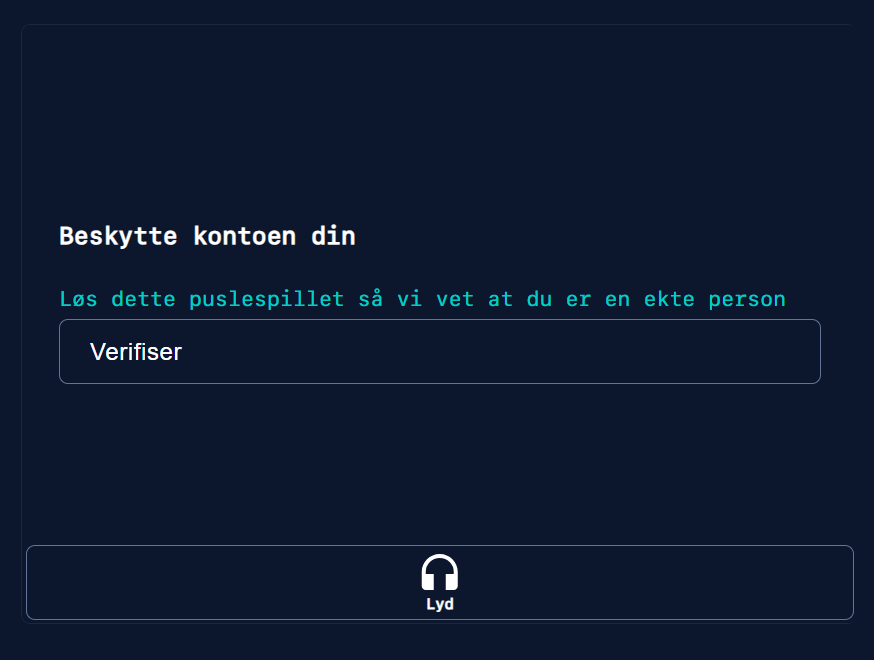 Beskytte kontoen din
Løs dette puslespillet så vi vet at du er en ekte person
Verifiser
Lyd